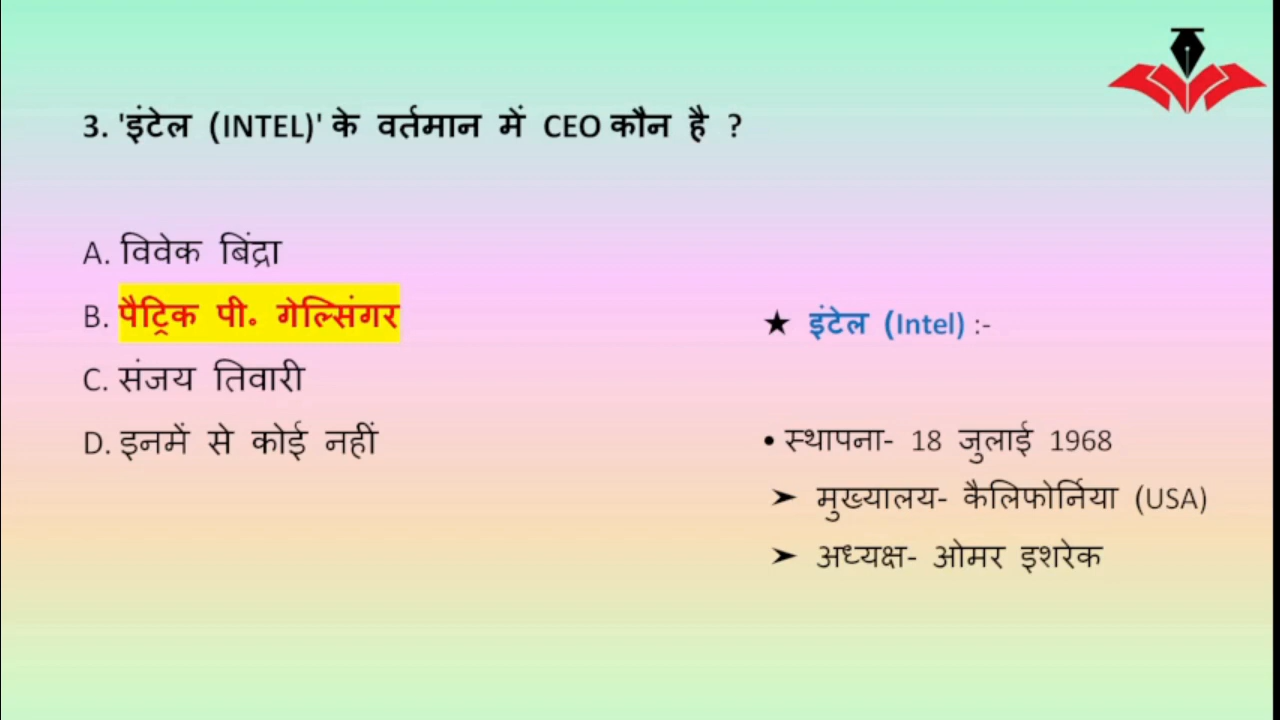 3. 'इंटेल (INTEL)' के वर्तमान में CEO कौन है ?
A. विवेक बिंद्रा
B. पैट्रिक पी॰ गेल्सिंगर
C. संजय तिवारी
D. इनमें से कोई नहीं
★ इंटेल (Intel) :-
• स्थापना- 18 जुलाई 1968
➤ मुख्यालय- कैलिफोर्निया (USA)
➤ अध्यक्ष- ओमर इशरेक